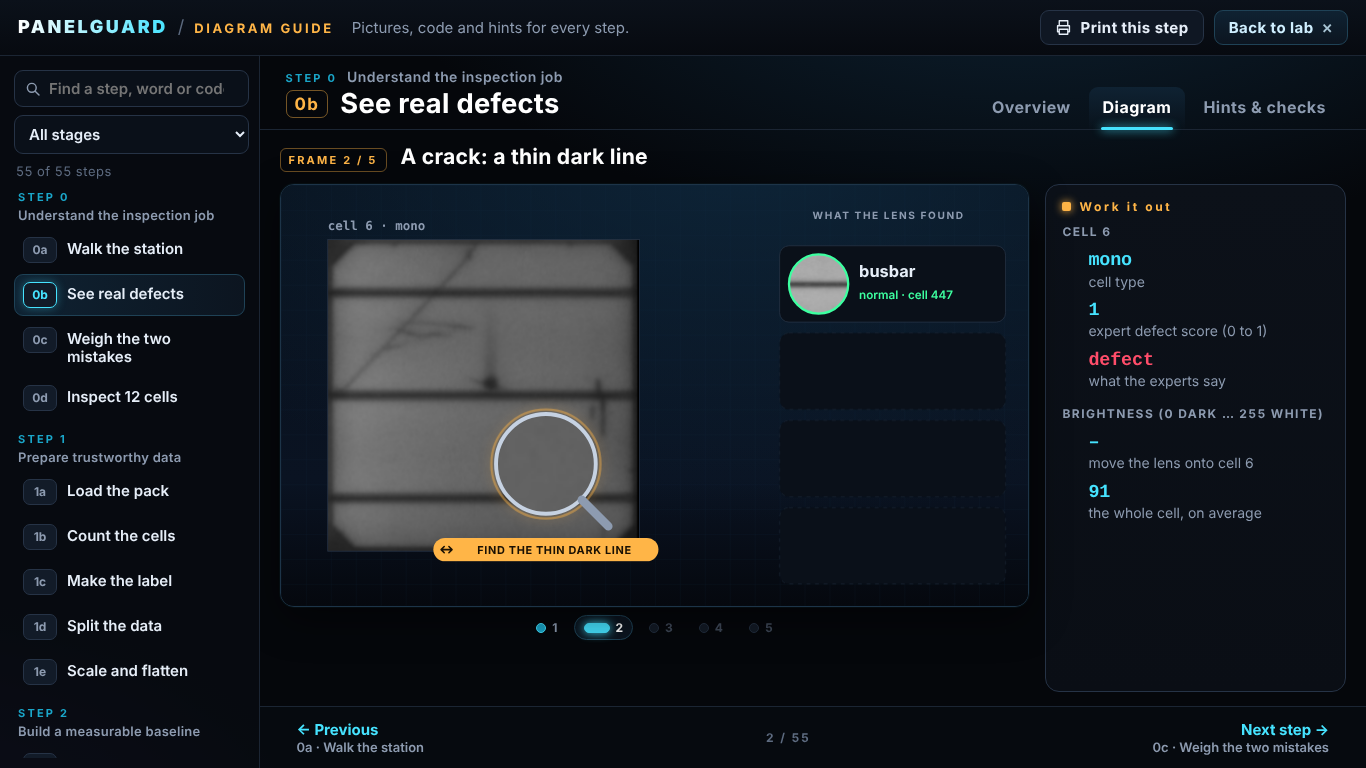 PANELGUARD / DIAGRAM GUIDE Pictures, code and hints for every step.
Print this step
Back to lab ×
Find a step, word or cod
All stages
55 of 55 steps
STEP 0
Understand the inspection job
0a Walk the station
0b See real defects
0c Weigh the two mistakes
0d Inspect 12 cells
STEP 1
Prepare trustworthy data
1a Load the pack
1b Count the cells
1c Make the label
1d Split the data
1e Scale and flatten
STEP 2
Build a measurable baseline
STEP 0 Understand the inspection job
0b See real defects
Overview
Diagram
Hints & checks
FRAME 2 / 5 A crack: a thin dark line
cell 6 · mono
FIND THE THIN DARK LINE
WHAT THE LENS FOUND
busbar
normal · cell 447
1 2 3 4 5
Work it out
CELL 6
mono
cell type
1
expert defect score (0 to 1)
defect
what the experts say
BRIGHTNESS (0 DARK … 255 WHITE)
–
move the lens onto cell 6
91
the whole cell, on average
← Previous
0a · Walk the station
2 / 55
Next step →
0c · Weigh the two mistakes